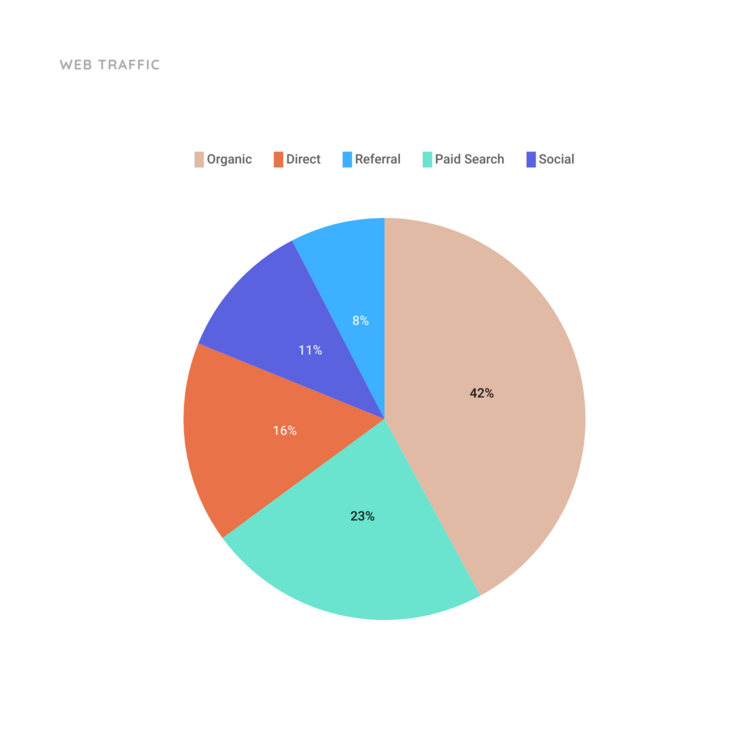 WEB TRAFFIC
Organic Direct Referral Paid Search Social
8%
11%
42%
16%
23%